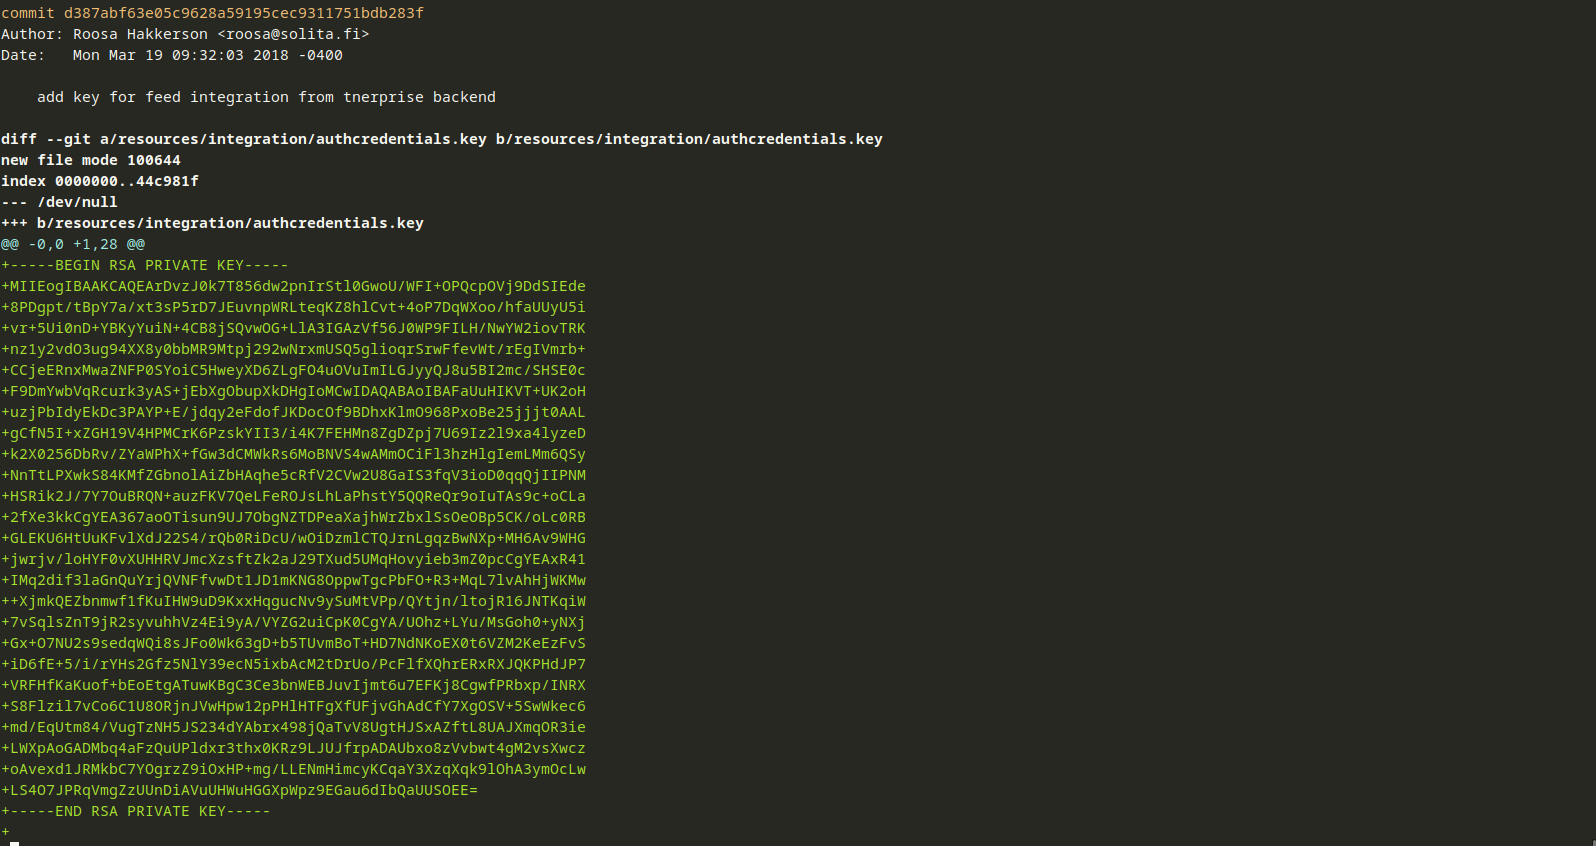 commit d387abf63e05c9628a59195cec9311751bdb283f
Author: Roosa Hakkerson <roosa@solita.fi>
Date:   Mon Mar 19 09:32:03 2018 -0400
add key for feed integration from tnerprise backend
diff --git a/resources/integration/authcredentials.key b/resources/integration/authcredentials.key
new file mode 100644
index 0000000..44c981f
--- /dev/null
+++ b/resources/integration/authcredentials.key
@@ -0,0 +1,28 @@
+-----BEGIN RSA PRIVATE KEY-----
+MIIEogIBAAKCAQEArDvzJ0k7T856dw2pnIrStl0GwoU/WFI+OPQcpOVj9DdSIEde
+8PDgpt/tBpY7a/xt3sP5rD7JEuvnpWRLteqKZ8hlCvt+4oP7DqWXoo/hfaUUyU5i
+vr+5Ui0nD+YBKyYuiN+4CB8jSQvwOG+LlA3IGAzVf56J0WP9FILH/NwYW2iovTRK
+nz1y2vdO3ug94XX8y0bbMR9Mtpj292wNrxmUSQ5glioqrSrwFfevWt/rEgIVmrb+
+CCjeERnxMwaZNFP0SYoiC5HweyXD6ZLgFO4uOVuImILGJyyQJ8u5BI2mc/SHSE0c
+F9DmYwbVqRcurk3yAS+jEbXgObupXkDHgIoMCwIDAQABAoIBAFaUuHIKVT+UK2oH
+uzjPbIdyEkDc3PAYP+E/jdqy2eFdofJKDocOf9BDhxKlmO968PxoBe25jjjt0AAL
+gCfN5I+xZGH19V4HPMCrK6PzskYII3/i4K7FEHMn8ZgDZpj7U69Iz2l9xa4lyzeD
+k2X0256DbRv/ZYaWPhX+fGw3dCMWkRs6MoBNVS4wAMmOCiFl3hzHlgIemLMm6QSy
+NnTtLPXwkS84KMfZGbnolAiZbHAqhe5cRfV2CVw2U8GaIS3fqV3ioD0qqQjIIPNM
+HSRik2J/7Y7OuBRQN+auzFKV7QeLFeROJsLhLaPhstY5QQReQr9oIuTAs9c+oCLa
+2fXe3kkCgYEA367aoOTisun9UJ7ObgNZTDPeaXajhWrZbxlSsOeOBp5CK/oLc0RB
+GLEKU6HtUuKFvlXdJ22S4/rQb0RiDcU/wOiDzmlCTQJrnLgqzBwNXp+MH6Av9WHG
+jwrjv/loHYF0vXUHHRVJmcXzsftZk2aJ29TXud5UMqHovyieb3mZ0pcCgYEAxR41
+IMq2dif3laGnQuYrjQVNFfvwDt1JD1mKNG8OppwTgcPbFO+R3+MqL7lvAhHjWKMw
++XjmkQEZbnmwf1fKuIHW9uD9KxxHqgucNv9ySuMtVPp/QYtjn/ltojR16JNTKqiW
+7vSqlsZnT9jR2syvuhhVz4Ei9yA/VYZG2uiCpK0CgYA/UOhz+LYu/MsGoh0+yNXj
+Gx+O7NU2s9sedqWQi8sJFo0Wk63gD+b5TUvmBoT+HD7NdNKoEX0t6VZM2KeEzFvS
+iD6fE+5/i/rYHs2Gfz5NlY39ecN5ixbAcM2tDrUo/PcFlfXQhrERxRXJQKPHdJP7
+VRFHfKaKuof+bEoEtgATuwKBgC3Ce3bnWEBJuvIjmt6u7EFKj8CgwfPRbxp/INRX
+S8Flzil7vCo6C1U8ORjnJVwHpw12pPHlHTFgXfUFjvGhAdCfY7XgOSV+5SwWkec6
+md/EqUtm84/VugTzNH5JS234dYAbrx498jQaTvV8UgtHJSxAZftL8UAJXmqOR3ie
+LWXpAoGADMbq4aFzQuUPldxr3thx0KRz9LJUJfrpADAUbxo8zVvbwt4gM2vsXwcz
+oAvexd1JRMkbC7YOgrzZ9iOxHP+mg/LLENmHimcyKCqaY3XzqXqk9lOhA3ymOcLw
+LS4O7JPRqVmgZzUUnDiAVuUHWuHGGXpWpz9EGau6dIbQaUUSOEE=
+-----END RSA PRIVATE KEY-----
+